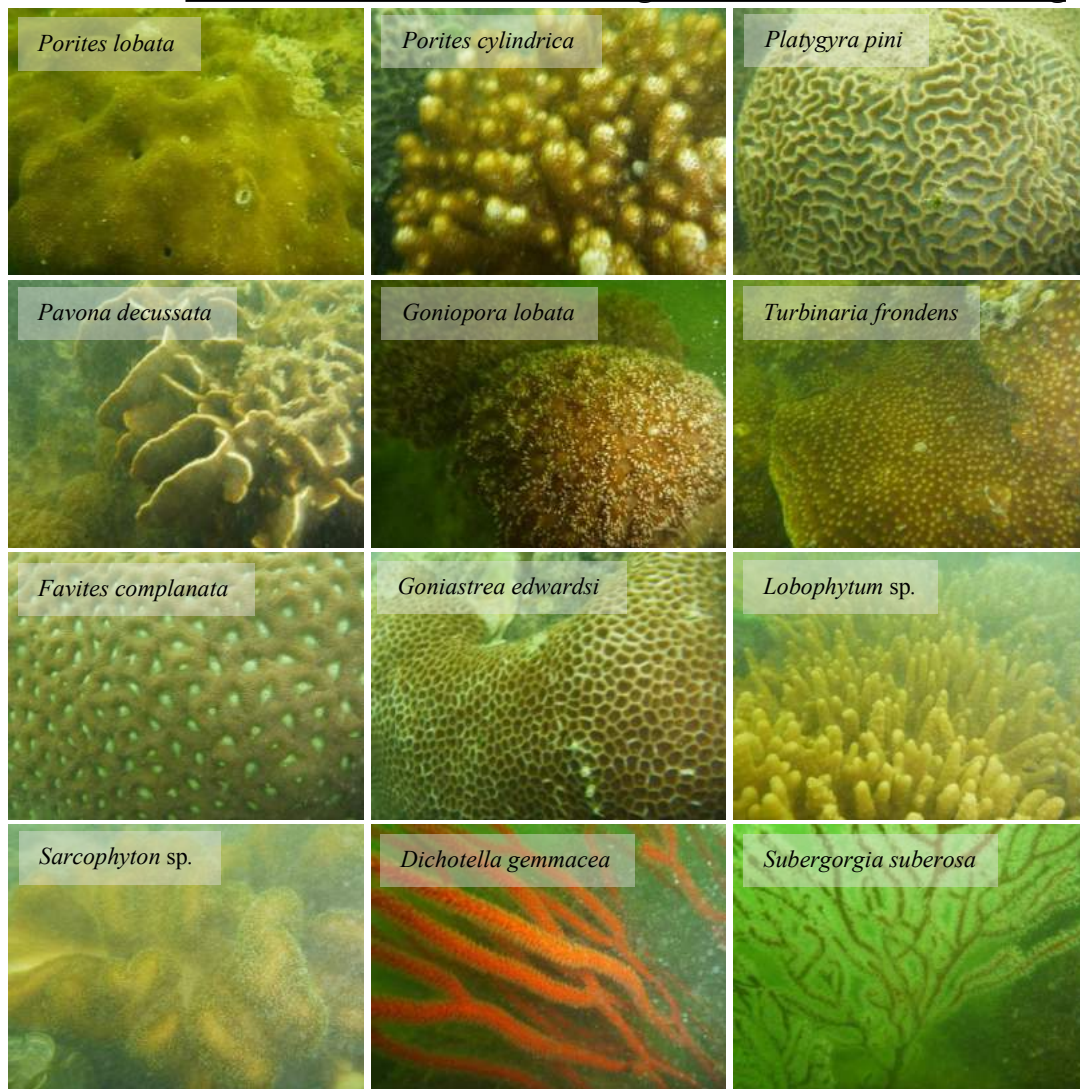 Porites lobata
Porites cylindrica
Platygyra pini
Pavona decussata
Goniopora lobata
Turbinaria frondens
Favites complanata
Goniastrea edwardsi
Lobophytum sp.
Sarcophyton sp.
Dichotella gemmacea
Subergorgia suberosa